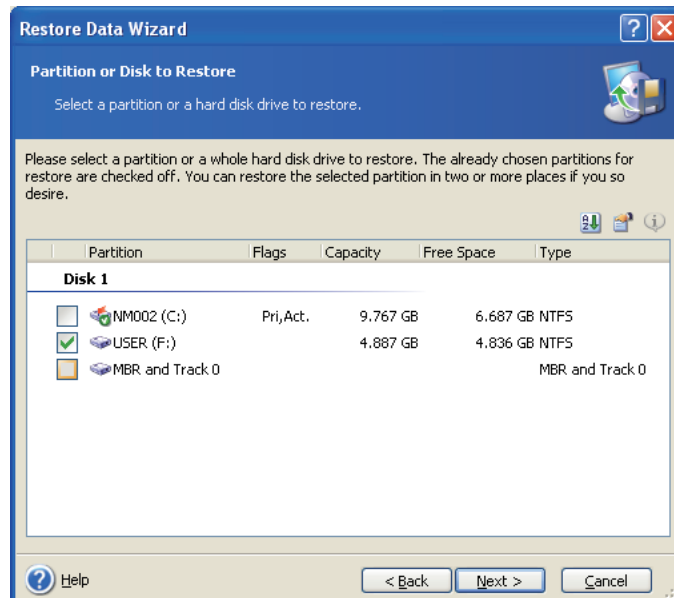 Restore Data Wizard
Partition or Disk to Restore
Select a partition or a hard disk drive to restore.
Please select a partition or a whole hard disk drive to restore. The already chosen partitions for
restore are checked off. You can restore the selected partition in two or more places if you so
desire.
Partition Flags Capacity Free Space Type
Disk 1
NM002 (C:) Pri,Act. 9.767 GB 6.687 GB NTFS
USER (F:) 4.887 GB 4.836 GB NTFS
MBR and Track 0 MBR and Track 0
Help < Back Next > Cancel